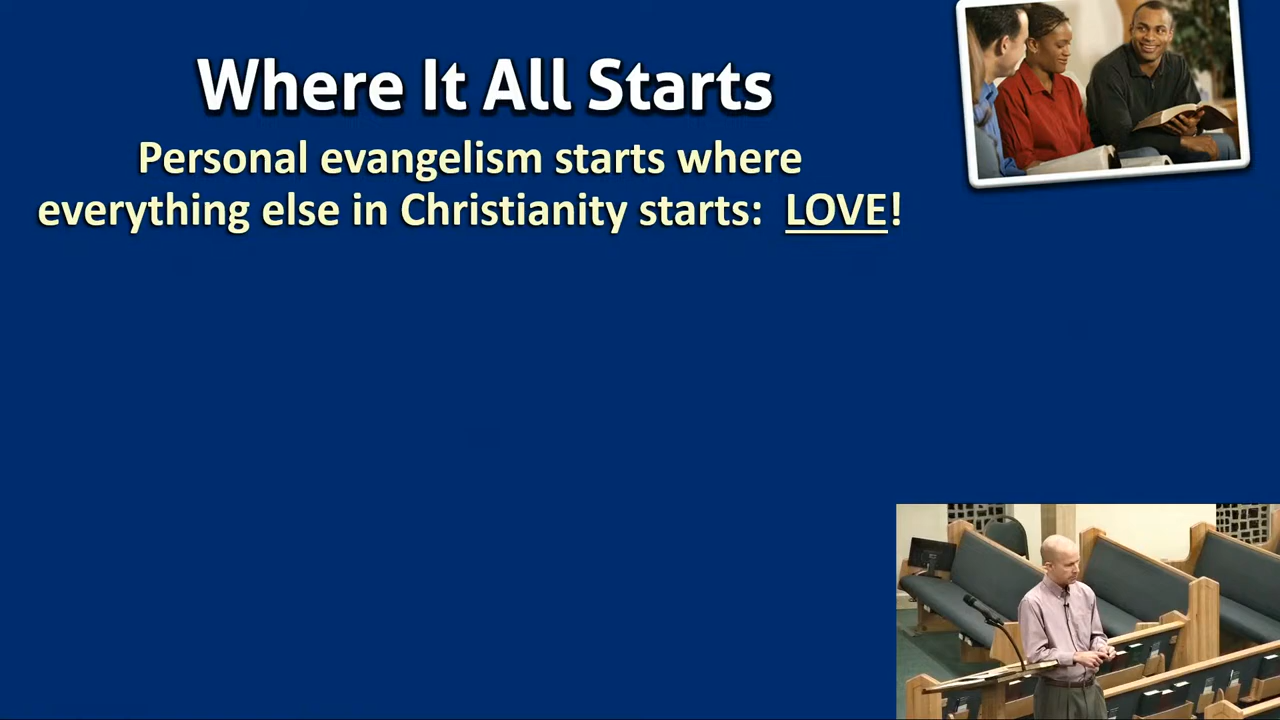 Where It All Starts
Personal evangelism starts where
everything else in Christianity starts:  LOVE!